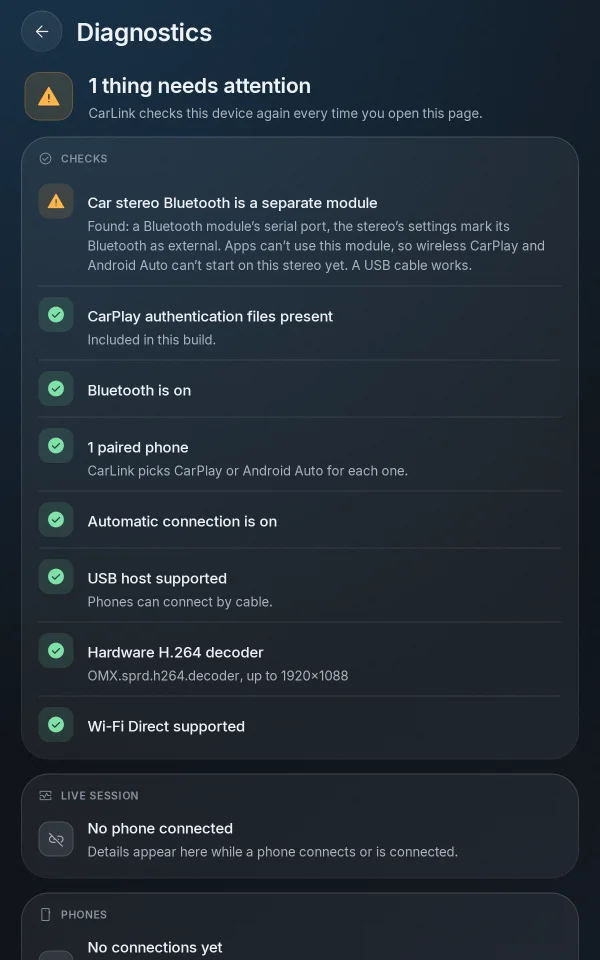 Diagnostics
1 thing needs attention
CarLink checks this device again every time you open this page.
CHECKS
Car stereo Bluetooth is a separate module
Found: a Bluetooth module’s serial port, the stereo’s settings mark its
Bluetooth as external. Apps can’t use this module, so wireless CarPlay and
Android Auto can’t start on this stereo yet. A USB cable works.
CarPlay authentication files present
Included in this build.
Bluetooth is on
1 paired phone
CarLink picks CarPlay or Android Auto for each one.
Automatic connection is on
USB host supported
Phones can connect by cable.
Hardware H.264 decoder
OMX.sprd.h264.decoder, up to 1920×1088
Wi-Fi Direct supported
LIVE SESSION
No phone connected
Details appear here while a phone connects or is connected.
PHONES
No connections yet